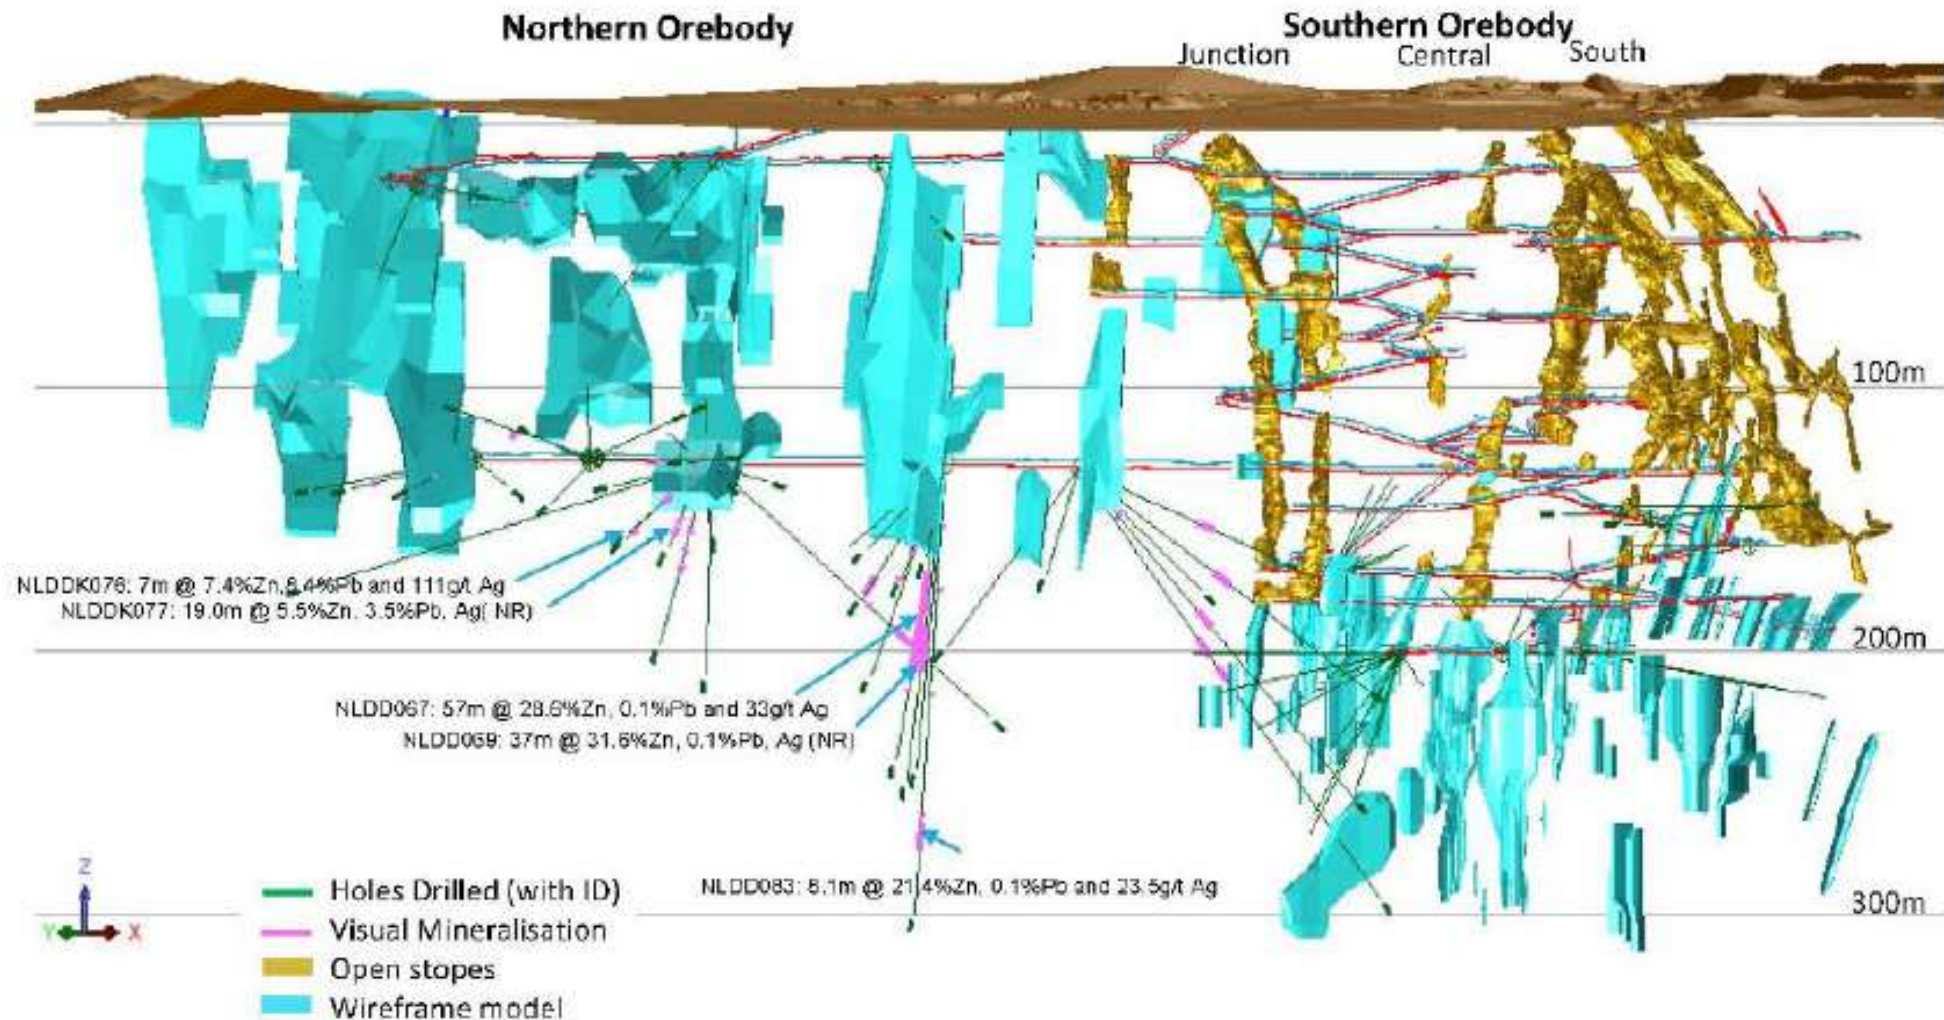 Northern Orebody
Southern Orebody
Junction
Central
South
100m
NLDDK076: 7m @ 7.4%Zn, 5.4%Pb and 111g/t Ag
NLDDK077: 19.0m @ 5.5%Zn, 3.5%Pb, Ag( NR)
200m
NLDD067: 57m @ 28.6%Zn, 0.1%Pb and 33g/t Ag
NLDD069: 37m @ 31.6%Zn, 0.1%Pb, Ag (NR)
NLDD083: 6.1m @ 21.4%Zn, 0.1%Pb and 23.5g/t Ag
300m
Z
Y
X
Holes Drilled (with ID)
Visual Mineralisation
Open stopes
Wireframe model